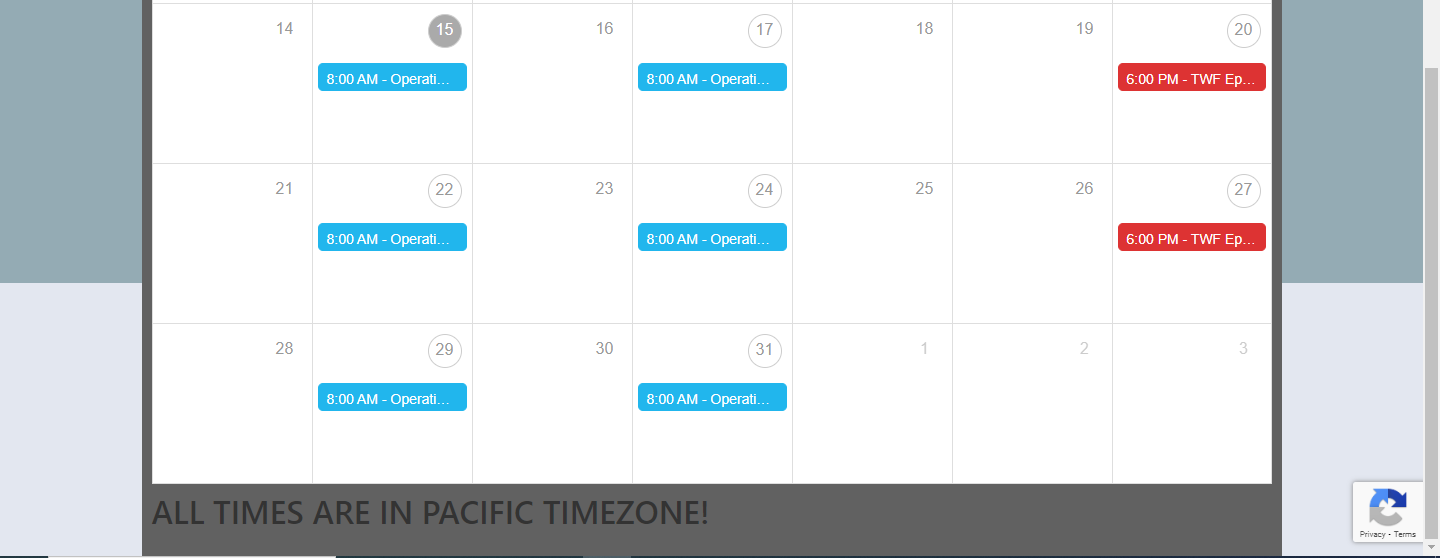 14 15 16 17 18 19 20
8:00 AM - Operati... 8:00 AM - Operati... 6:00 PM - TWF Ep...
21 22 23 24 25 26 27
8:00 AM - Operati... 8:00 AM - Operati... 6:00 PM - TWF Ep...
28 29 30 31 1 2 3
8:00 AM - Operati... 8:00 AM - Operati...
ALL TIMES ARE IN PACIFIC TIMEZONE!
Privacy - Terms